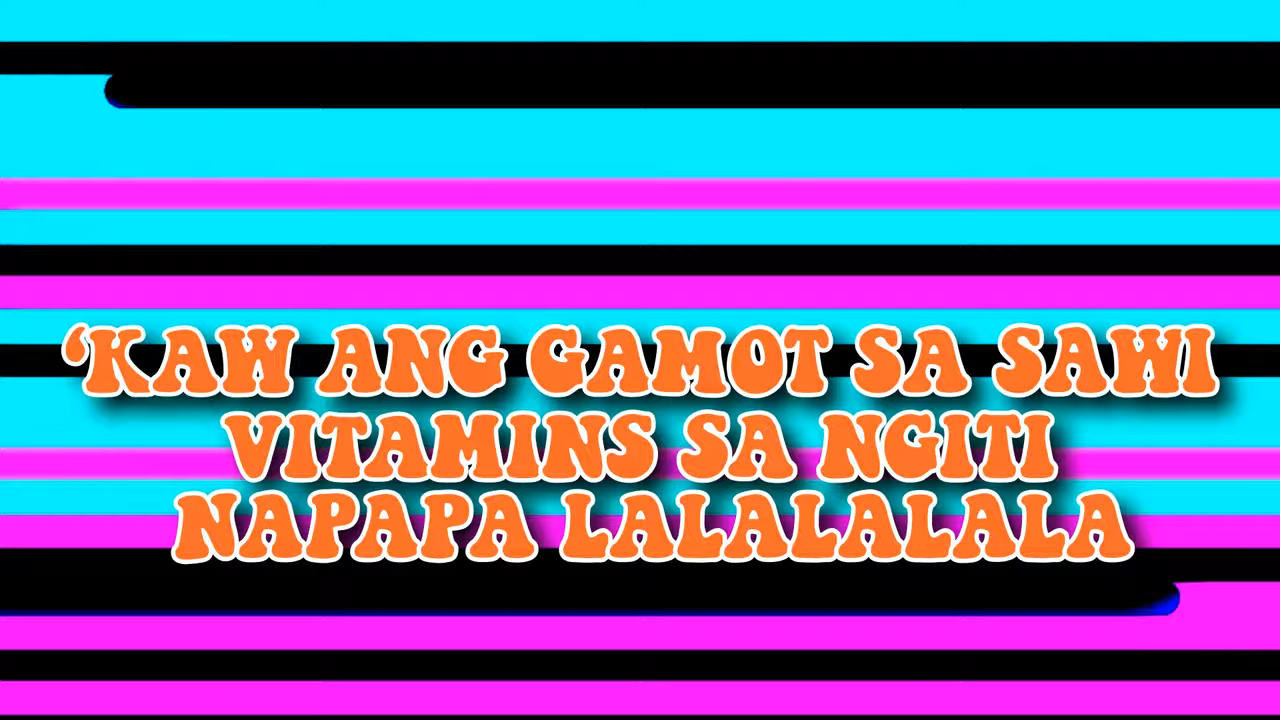 ‘KAW ANG GAMOT SA SAWI
VITAMINS SA NGITI
NAPAPA LALALALALA